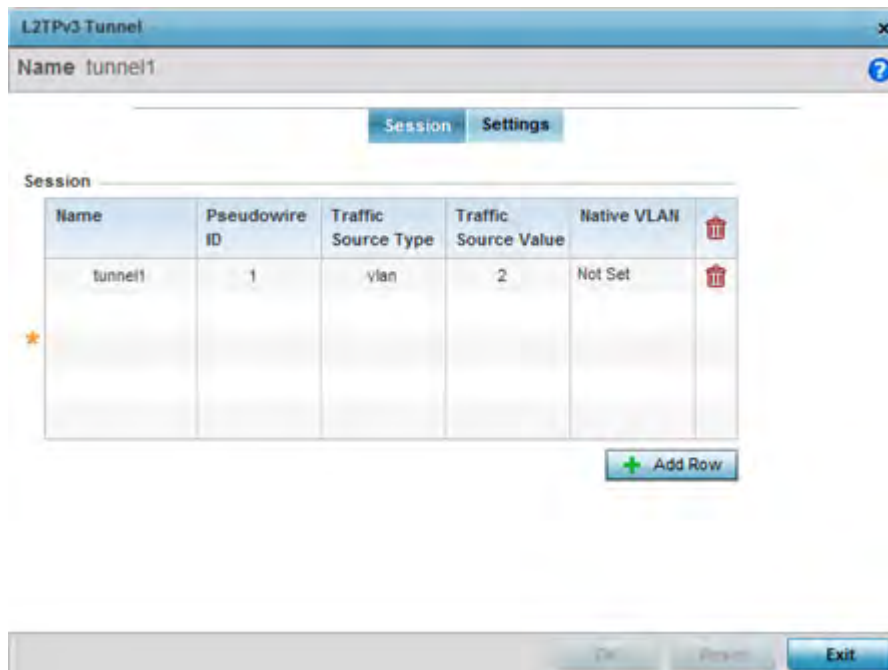 L2TPv3 Tunnel
Name tunnel1
Session Settings
Session
Name Pseudowire ID Traffic Source Type Traffic Source Value Native VLAN
tunnel1 1 vlan 2 Not Set
* 
Add Row
Exit